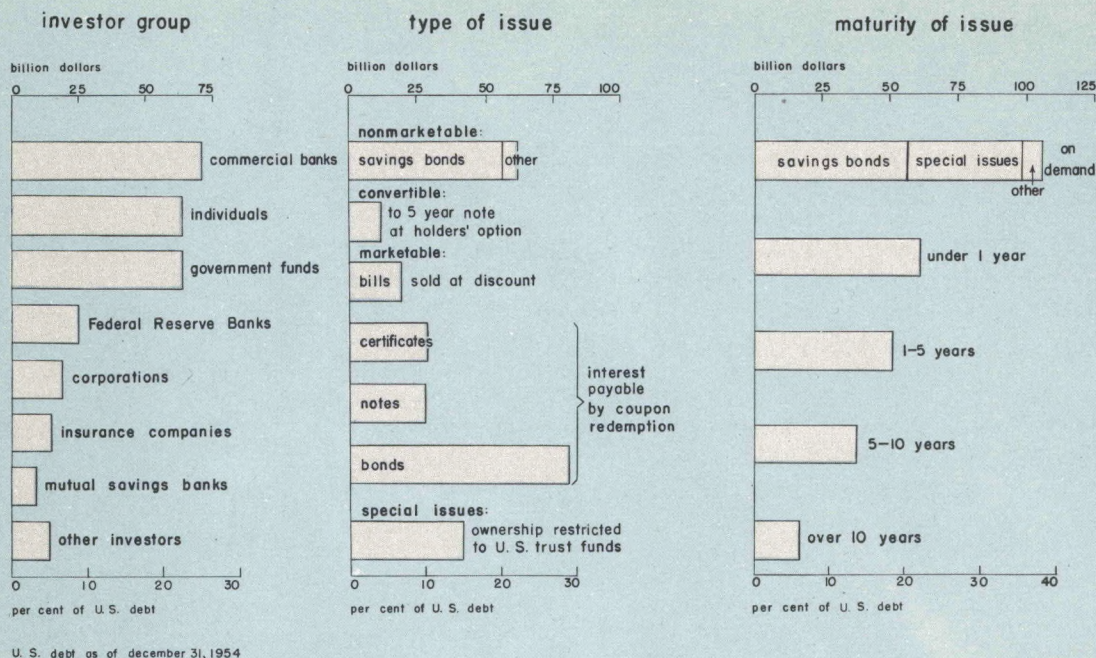 investor group
billion dollars
0 25 50 75
commercial banks
individuals
government funds
Federal Reserve Banks
corporations
insurance companies
mutual savings banks
other investors
0 10 20 30
per cent of U.S. debt
type of issue
billion dollars
0 25 50 75 100
nonmarketable:
savings bonds other
convertible:
to 5 year note
at holders' option
marketable:
bills sold at discount
certificates
notes
bonds
interest
payable
by coupon
redemption
special issues:
ownership restricted
to U.S. trust funds
0 10 20 30
per cent of U.S. debt
maturity of issue
billion dollars
0 25 50 75 100 125
savings bonds special issues
other
on
demand
under 1 year
1-5 years
5-10 years
over 10 years
0 10 20 30 40
per cent of U.S. debt
U.S. debt as of december 31, 1954